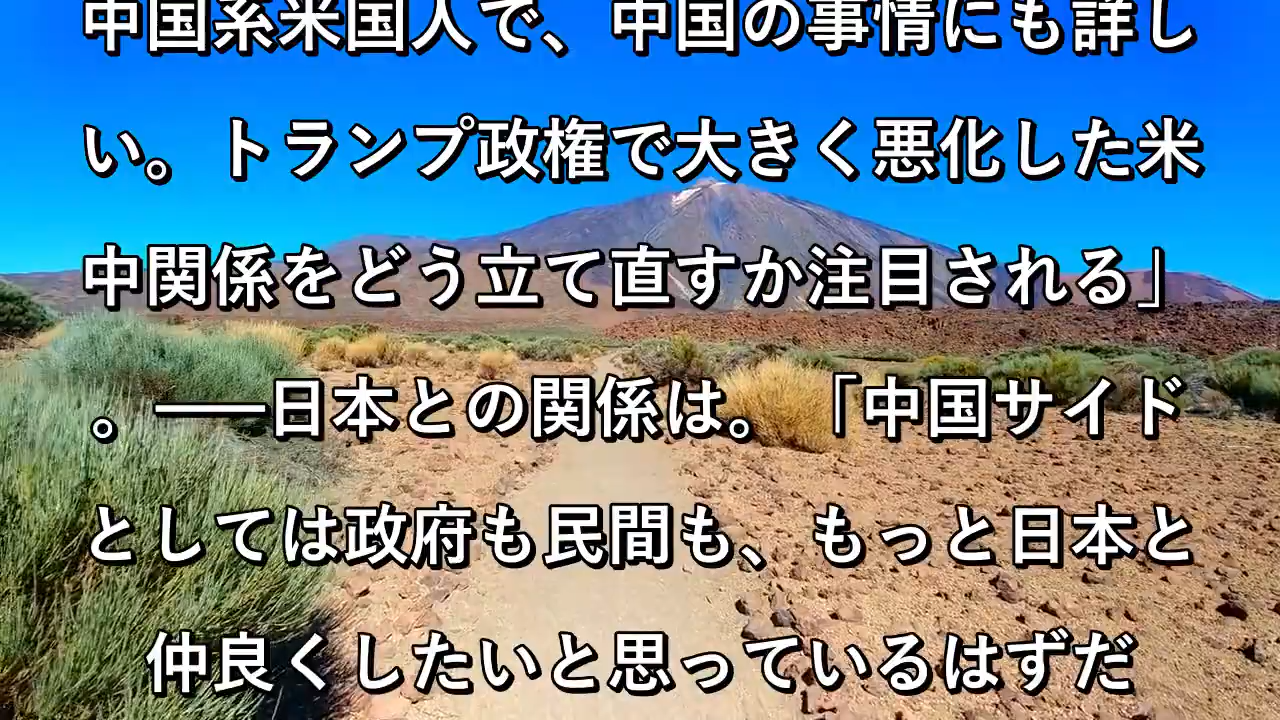 中国系米国人で、中国の事情にも詳し
い。トランプ政権で大きく悪化した米
中関係をどう立て直すか注目される」
。──日本との関係は。「中国サイド
としては政府も民間も、もっと日本と
仲良くしたいと思っているはずだ